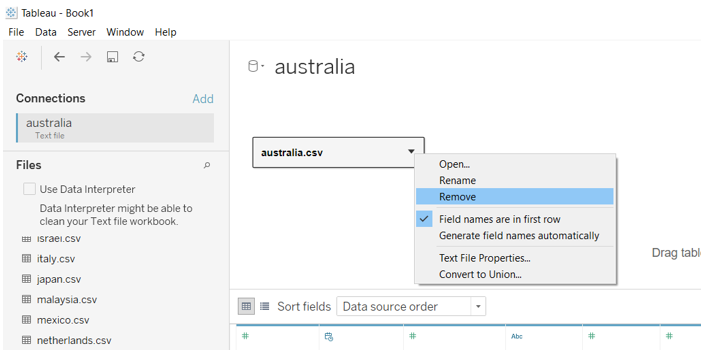 Tableau - Book1
File Data Server Window Help
australia
Connections Add
australia
Text file
australia.csv
Files
Open...
Rename
Use Data Interpreter
Remove
Data Interpreter might be able to
clean your Text file workbook.
Field names are in first row
Generate field names automatically
israel.csv
italy.csv
Text File Properties...
Drag table
japan.csv
Convert to Union...
malaysia.csv
Sort fields Data source order
mexico.csv
netherlands.csv
Abc